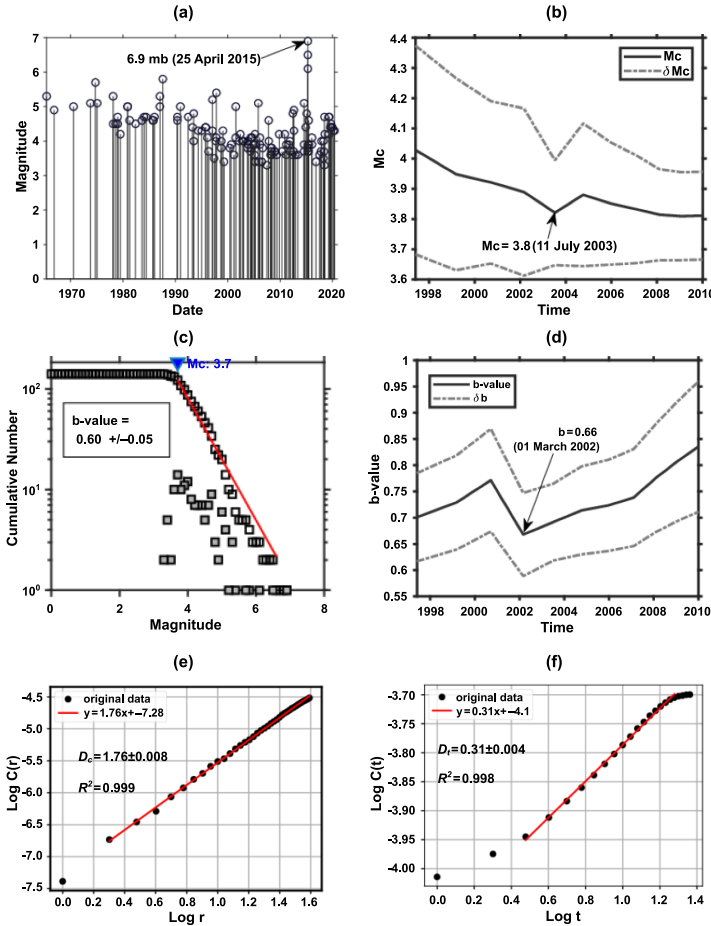 (a)
7
6
5
4
3
2
1
0
Magnitude
6.9 mb (25 April 2015)
1970 1980 1990 2000 2010 2020
Date
(b)
4.4
4.3
4.2
4.1
4
3.9
3.8
3.7
3.6
Mc
Mc
δ Mc
Mc = 3.8 (11 July 2003)
1998 2000 2002 2004 2006 2008 2010
Time
(c)
Mc: 3.7
10²
10¹
10⁰
Cumulative Number
b-value =
0.60 +/–0.05
0 2 4 6 8
Magnitude
(d)
1
0.95
0.9
0.85
0.8
0.75
0.7
0.65
0.6
0.55
b-value
b-value
δ b
b=0.66
(01 March 2002)
1998 2000 2002 2004 2006 2008 2010
Time
(e)
-4.5
-5.0
-5.5
-6.0
-6.5
-7.0
-7.5
Log C(r)
original data
y=1.76x+−7.28
Dc=1.76±0.008
R²=0.999
0.0 0.2 0.4 0.6 0.8 1.0 1.2 1.4 1.6
Log r
(f)
−3.70
−3.75
−3.80
−3.85
−3.90
−3.95
−4.00
Log C(t)
original data
y=0.31x+−4.1
Dt=0.31±0.004
R²=0.998
0.0 0.2 0.4 0.6 0.8 1.0 1.2 1.4
Log t